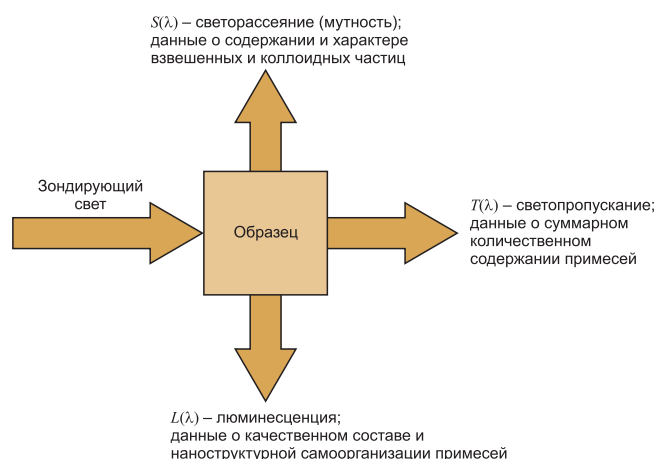 S(λ) – светорассеяние (мутность);
данные о содержании и характере
взвешенных и коллоидных частиц
Зондирующий
свет
Образец
T(λ) – светопропускание;
данные о суммарном
количественном
содержании примесей
L(λ) – люминесценция;
данные о качественном составе и
наноструктурной самоорганизации примесей